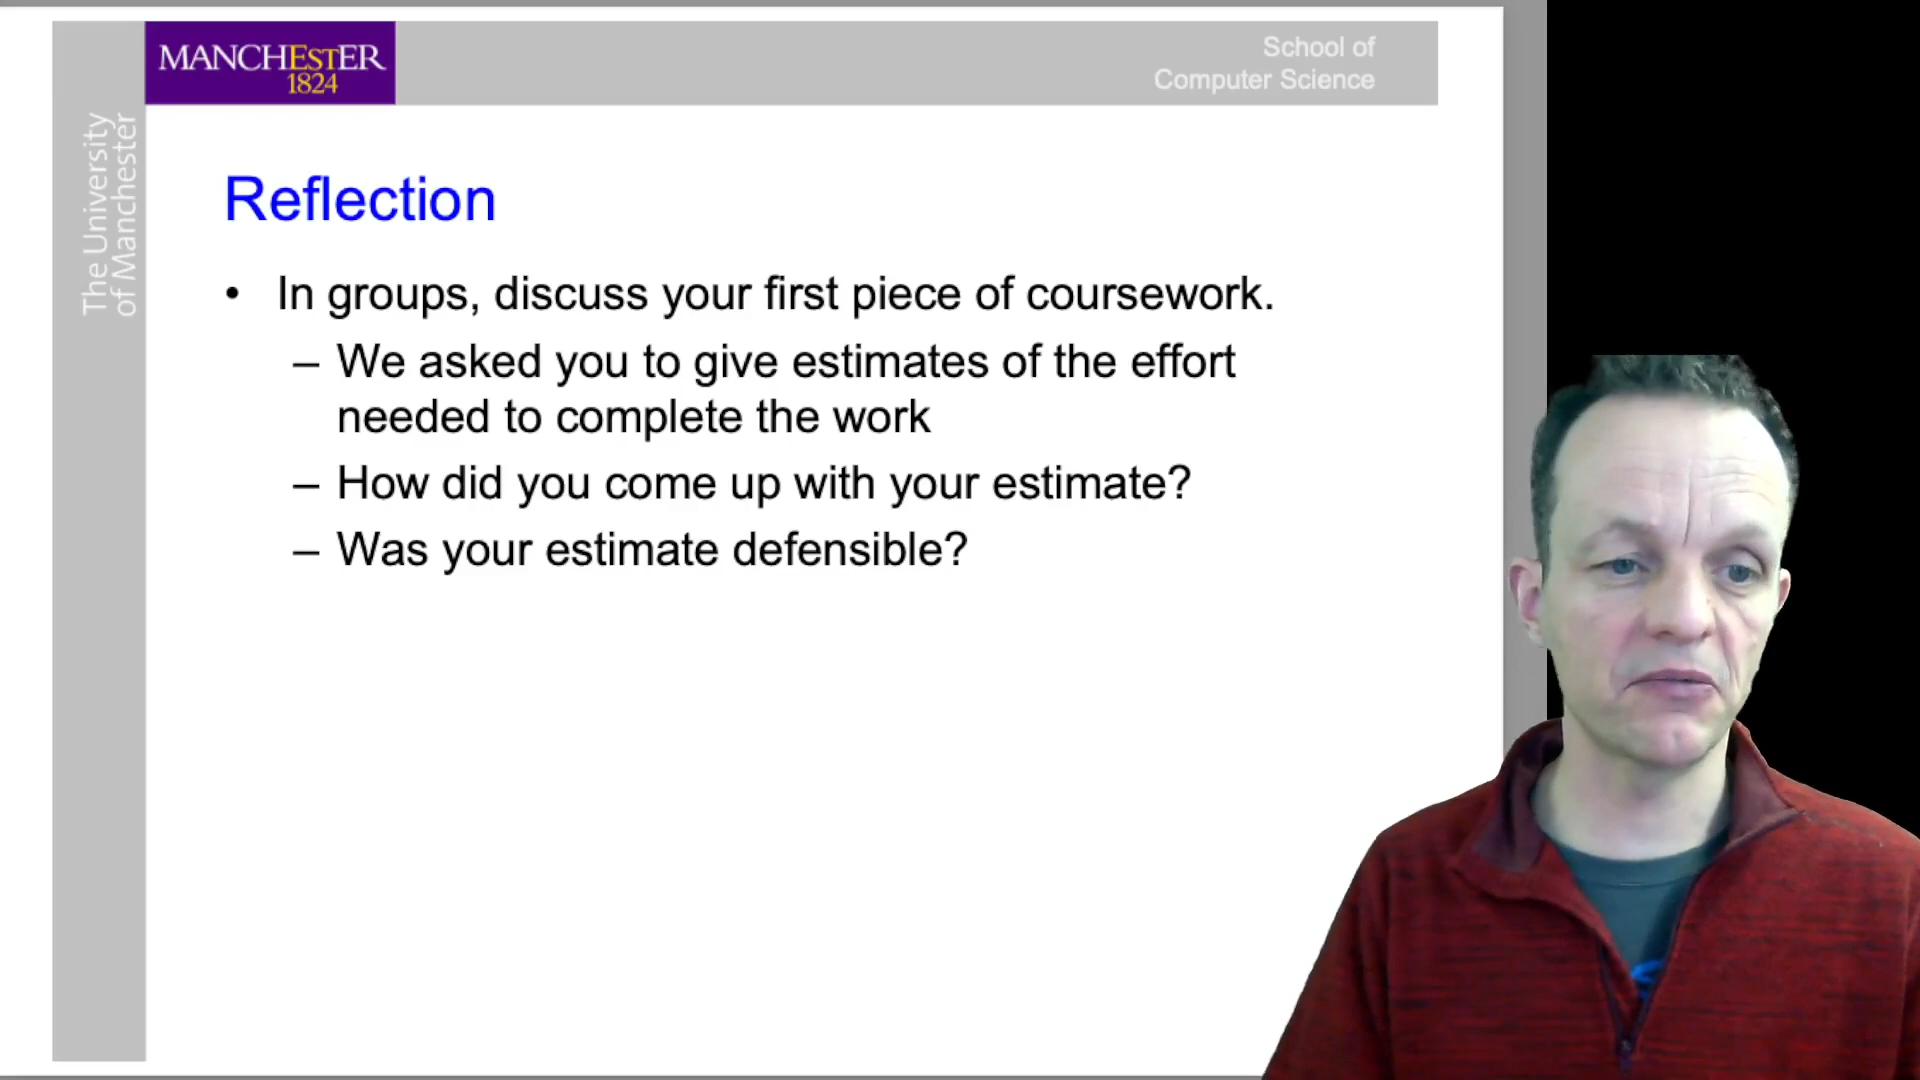 MANCHESTER
1824
School of
Computer Science
The University
of Manchester
Reflection
• In groups, discuss your first piece of coursework.
– We asked you to give estimates of the effort
needed to complete the work
– How did you come up with your estimate?
– Was your estimate defensible?